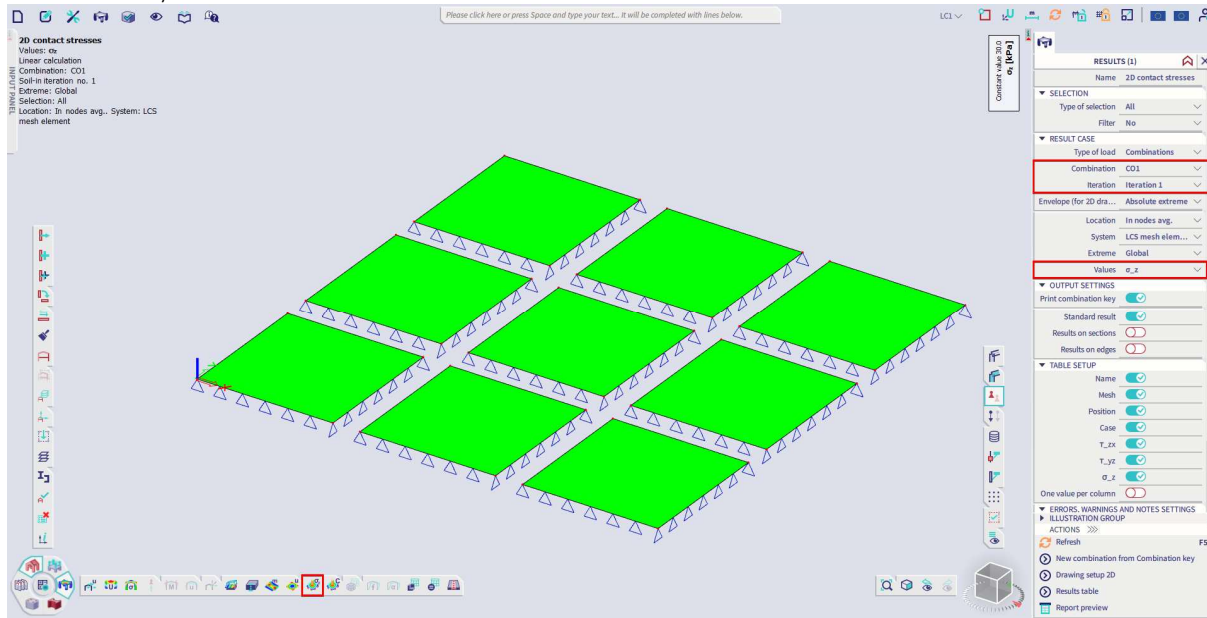 Please click here or press Space and type your text... It will be completed with lines below.
LC1
2D contact stresses
Values: σz
Linear calculation
Combination: CO1
Soil-in iteration no. 1
Extreme: Global
Selection: All
Location: In nodes avg.. System: LCS
mesh element
INPUT PANEL
Constant value 30.0
σz [kPa]
RESULTS (1)
Name 2D contact stresses
SELECTION
Type of selection All
Filter No
RESULT CASE
Type of load Combinations
Combination CO1
Iteration Iteration 1
Envelope (for 2D dra... Absolute extreme
Location In nodes avg.
System LCS mesh elem...
Extreme Global
Values σ_z
OUTPUT SETTINGS
Print combination key
Standard result
Results on sections
Results on edges
TABLE SETUP
Name
Mesh
Position
Case
τ_zx
τ_yz
σ_z
One value per column
ERRORS, WARNINGS AND NOTES SETTINGS
ILLUSTRATION GROUP
ACTIONS >>>
Refresh F5
New combination from Combination key
Drawing setup 2D
Results table
Report preview